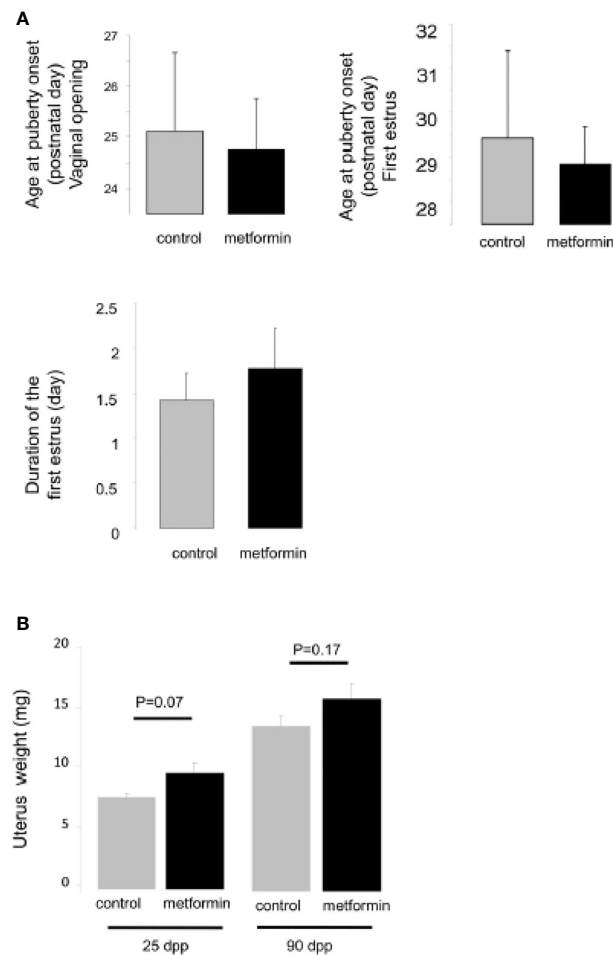 A
Age at puberty onset
(postnatal day)
Vaginal opening
27
26
25
24
control
metformin
Age at puberty onset
(postnatal day)
First estrus
32
31
30
29
28
control
metformin
Duration of the
first estrus (day)
2.5
2
1.5
1
0.5
0
control
metformin
B
Uterus weight (mg)
20
15
10
5
0
P=0.07
P=0.17
control
metformin
control
metformin
25 dpp
90 dpp